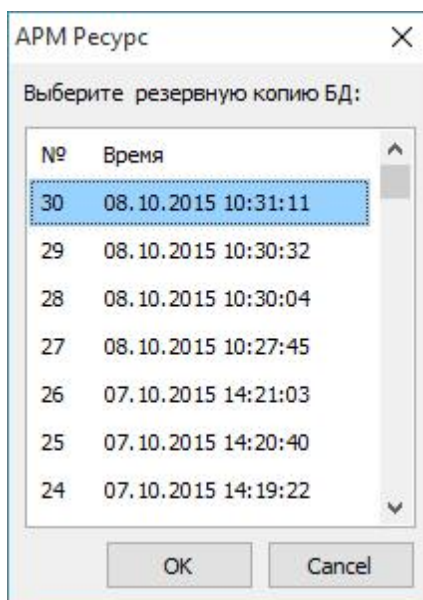 АРМ Ресурс
Выберите резервную копию БД:
№ Время
30 08.10.2015 10:31:11
29 08.10.2015 10:30:32
28 08.10.2015 10:30:04
27 08.10.2015 10:27:45
26 07.10.2015 14:21:03
25 07.10.2015 14:20:40
24 07.10.2015 14:19:22
OK Cancel